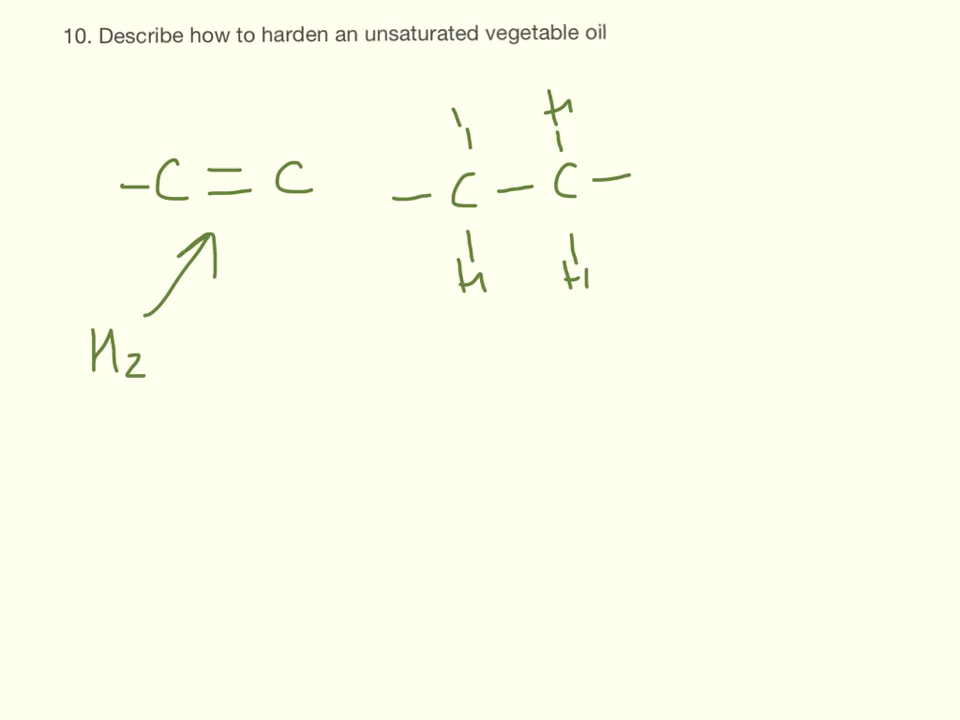 10. Describe how to harden an unsaturated vegetable oil
H
-C=C -C-C-
H H
H2